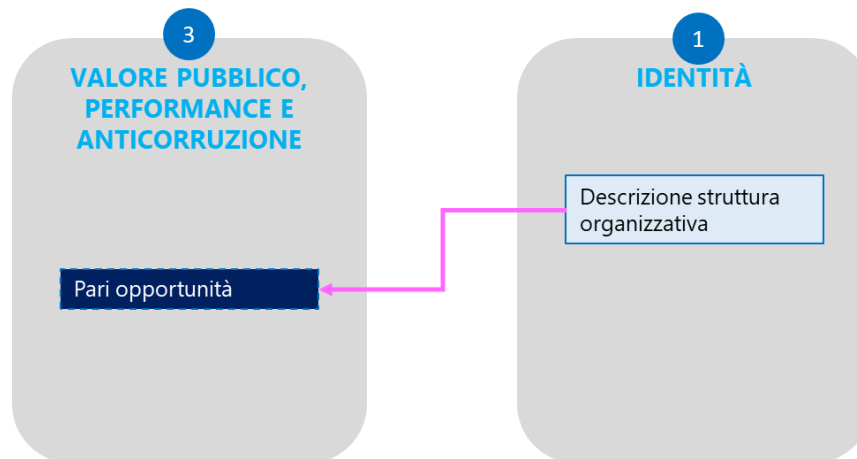 3
VALORE PUBBLICO,
PERFORMANCE E
ANTICORRUZIONE
Pari opportunità
1
IDENTITÀ
Descrizione struttura
organizzativa